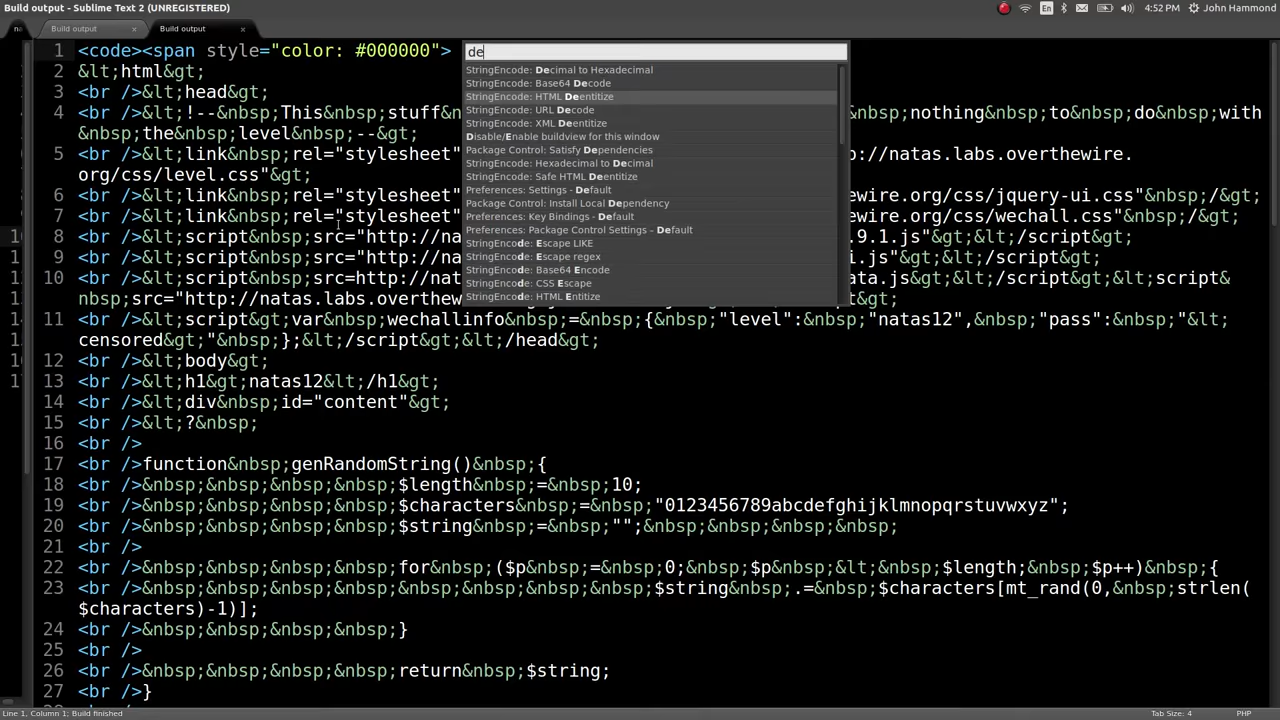 Build output - Sublime Text 2 (UNREGISTERED)
En
4:52 PM
John Hammond
na
Build output
×
Build output
×
de
StringEncode: Decimal to Hexadecimal
StringEncode: Base64 Decode
StringEncode: HTML Deentitize
StringEncode: URL Decode
StringEncode: XML Deentitize
Disable/Enable buildview for this window
Package Control: Satisfy Dependencies
StringEncode: Hexadecimal to Decimal
StringEncode: Safe HTML Deentitize
Preferences: Settings - Default
Package Control: Install Local Dependency
Preferences: Key Bindings - Default
Preferences: Package Control Settings – Default
StringEncode: Escape LIKE
StringEncode: Escape regex
StringEncode: Base64 Encode
StringEncode: CSS Escape
StringEncode: HTML Entitize
1 <code><span style="color: #000000">
2 &lt;html&gt;
3 <br />&lt;head&gt;
4 <br />&lt;!--&nbsp;This&nbsp;stuff& nothing&nbsp;to&nbsp;do&nbsp;with
&nbsp;the&nbsp;level&nbsp;--&gt;
5 <br />&lt;link&nbsp;rel="stylesheet" ://natas.labs.overthewire.
org/css/level.css"&gt;
6 <br />&lt;link&nbsp;rel="stylesheet" ewire.org/css/jquery-ui.css"&nbsp;/&gt;
7 <br />&lt;link&nbsp;rel="stylesheet" ewire.org/css/wechall.css"&nbsp;/&gt;
8 <br />&lt;script&nbsp;src="http://na .9.1.js"&gt;&lt;/script&gt;
9 <br />&lt;script&nbsp;src="http://na i.js"&gt;&lt;/script&gt;
10 <br />&lt;script&nbsp;src=http://nat ata.js"&gt;&lt;/script&gt;&lt;script&
nbsp;src="http://natas.labs.overthew gt;
11 <br />&lt;script&gt;var&nbsp;wechallinfo&nbsp;=&nbsp;{&nbsp;"level":&nbsp;"natas12",&nbsp;"pass":&nbsp;"&lt;
censored&gt;"&nbsp;};&lt;/script&gt;&lt;/head&gt;
12 <br />&lt;body&gt;
13 <br />&lt;h1&gt;natas12&lt;/h1&gt;
14 <br />&lt;div&nbsp;id="content"&gt;
15 <br />&lt;?&nbsp;
16 <br />
17 <br />function&nbsp;genRandomString()&nbsp;{
18 <br />&nbsp;&nbsp;&nbsp;&nbsp;$length&nbsp;=&nbsp;10;
19 <br />&nbsp;&nbsp;&nbsp;&nbsp;$characters&nbsp;=&nbsp;"0123456789abcdefghijklmnopqrstuvwxyz";
20 <br />&nbsp;&nbsp;&nbsp;&nbsp;$string&nbsp;=&nbsp;"";&nbsp;&nbsp;&nbsp;&nbsp;
21 <br />
22 <br />&nbsp;&nbsp;&nbsp;&nbsp;for&nbsp;($p&nbsp;=&nbsp;0;&nbsp;$p&nbsp;&lt;&nbsp;$length;&nbsp;$p++)&nbsp;{
23 <br />&nbsp;&nbsp;&nbsp;&nbsp;&nbsp;&nbsp;&nbsp;&nbsp;$string&nbsp;.=&nbsp;$characters[mt_rand(0,&nbsp;strlen(
$characters)-1)];
24 <br />&nbsp;&nbsp;&nbsp;&nbsp;}
25 <br />
26 <br />&nbsp;&nbsp;&nbsp;&nbsp;return&nbsp;$string;
27 <br />}
Line 1, Column 1; Build finished
Tab Size: 4
PHP